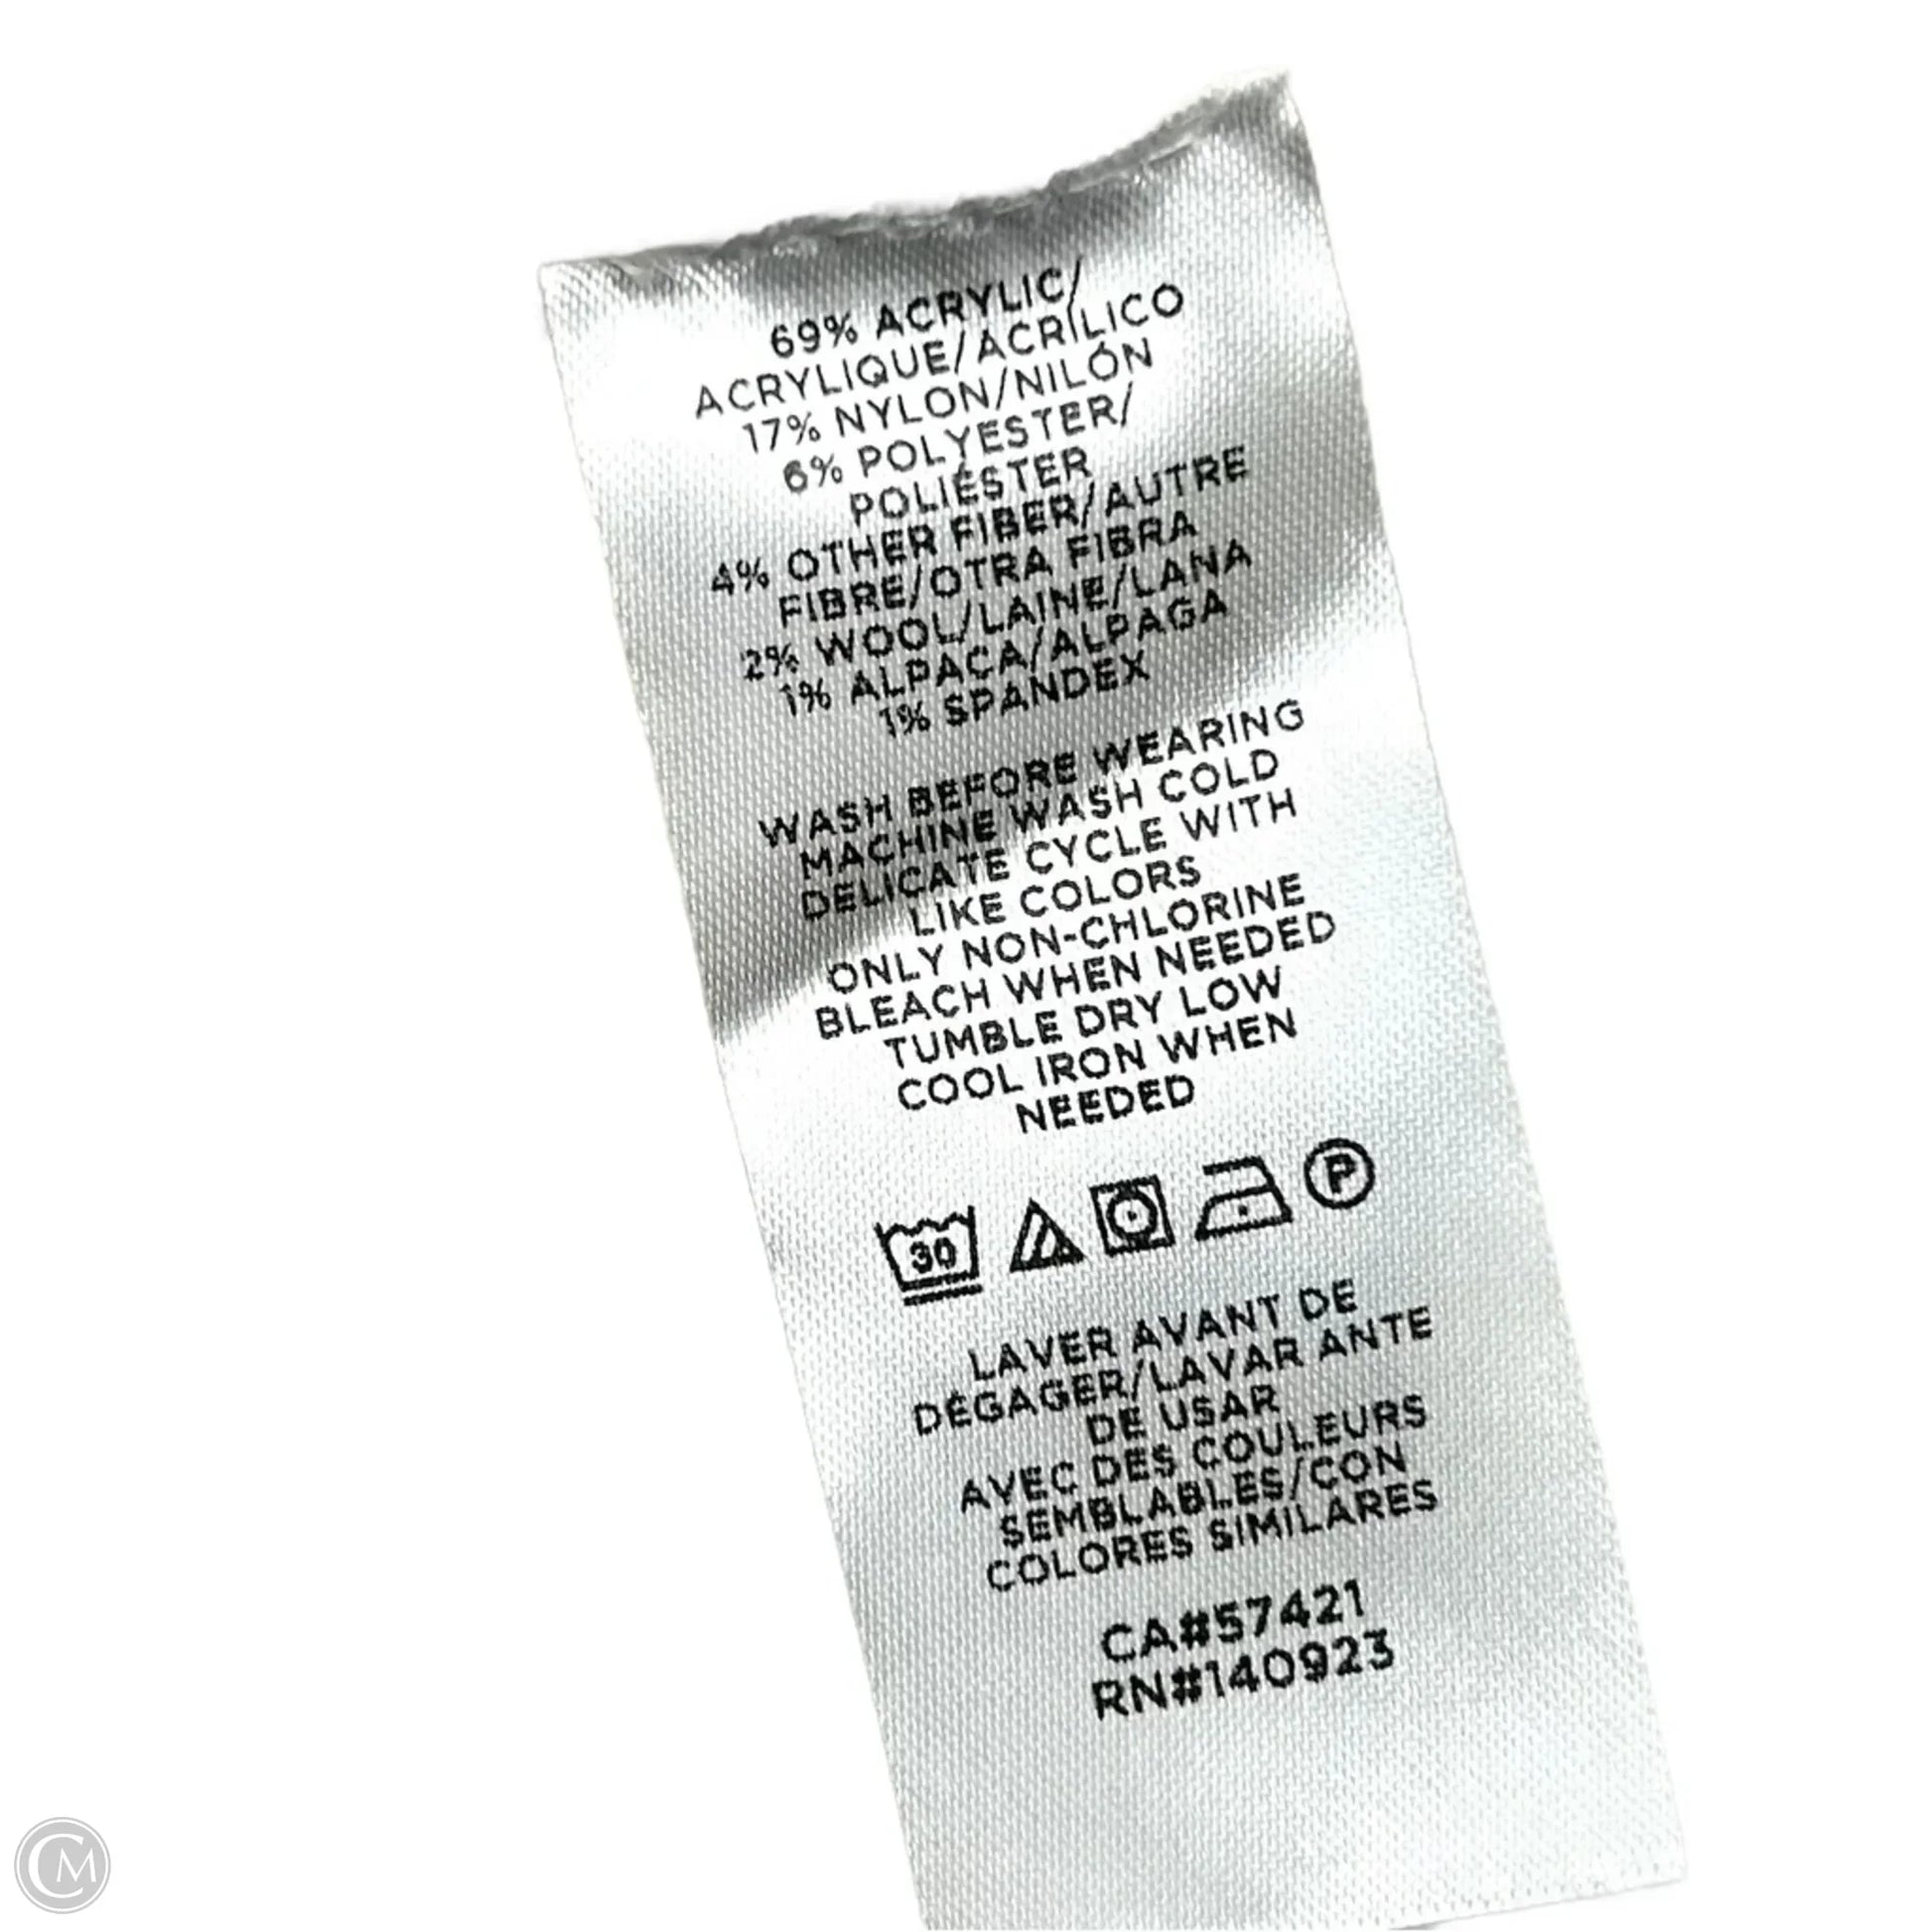 69% ACRYLIC/
ACRYLIQUE/ACRÍLICO
17% NYLON/NILÓN
6% POLYESTER/
POLIÉSTER
4% OTHER FIBER/AUTRE
FIBRE/OTRA FIBRA
2% WOOL/LAINE/LANA
1% ALPACA/ALPAGA
1% SPANDEX
WASH BEFORE WEARING
MACHINE WASH COLD
DELICATE CYCLE WITH
LIKE COLORS
ONLY NON-CHLORINE
BLEACH WHEN NEEDED
TUMBLE DRY LOW
COOL IRON WHEN
NEEDED
30 P
LAVER AVANT DE
DÉGAGER/LAVAR ANTE
DE USAR
AVEC DES COULEURS
SEMBLABLES/CON
COLORES SIMILARES
CA#57421
RN#140923
CM